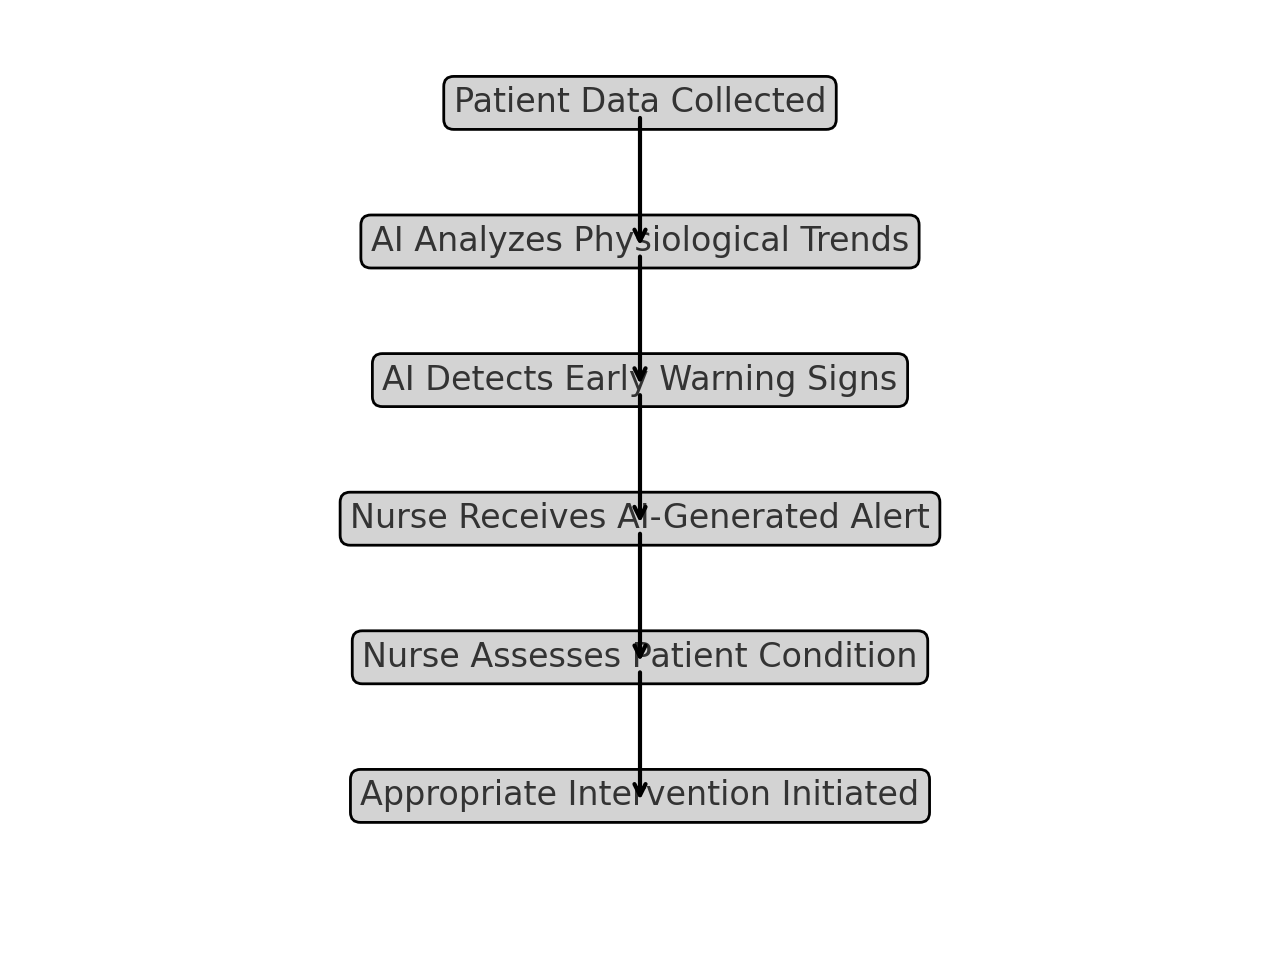 Patient Data Collected
AI Analyzes Physiological Trends
AI Detects Early Warning Signs
Nurse Receives AI-Generated Alert
Nurse Assesses Patient Condition
Appropriate Intervention Initiated